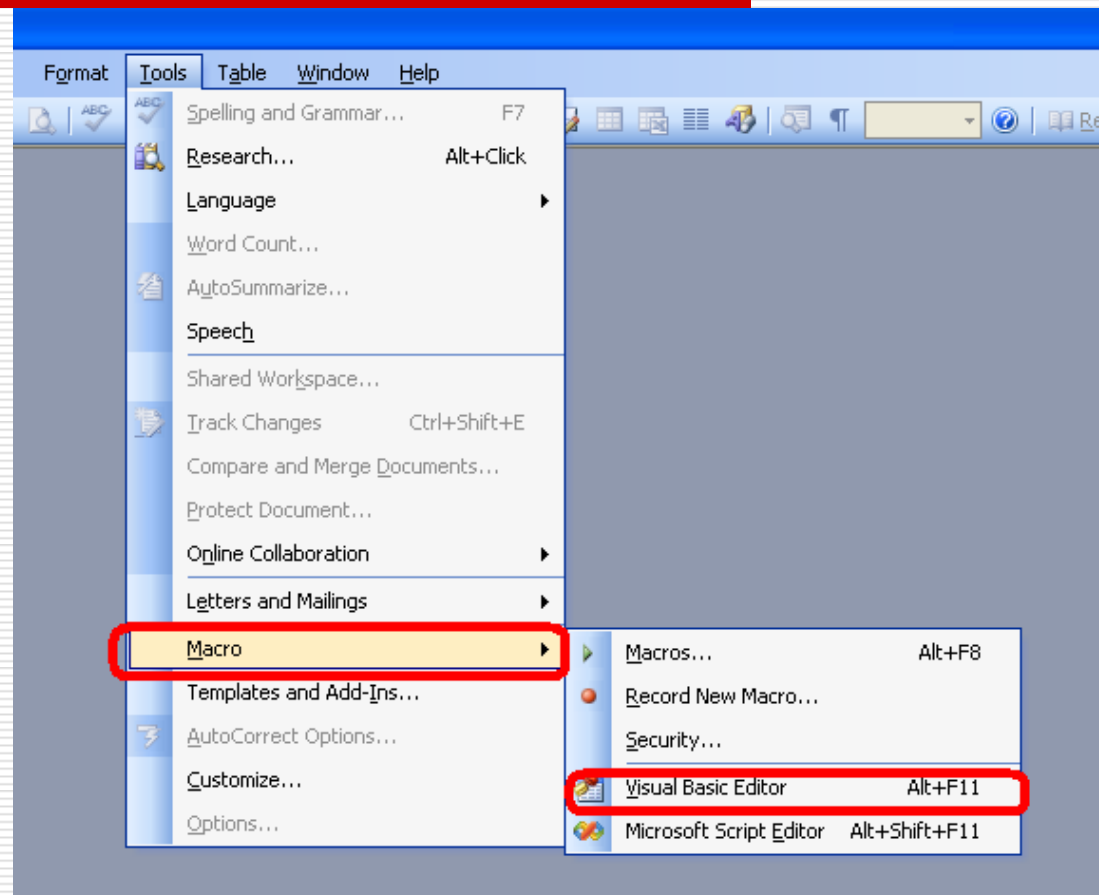 Format Tools Table Window Help
ABC ABC Spelling and Grammar... F7 ¶ Re
Research... Alt+Click
Language
Word Count...
AutoSummarize...
Speech
Shared Workspace...
Track Changes Ctrl+Shift+E
Compare and Merge Documents...
Protect Document...
Online Collaboration
Letters and Mailings
Macro
Macros... Alt+F8
Templates and Add-Ins...
Record New Macro...
AutoCorrect Options...
Security...
Customize...
Visual Basic Editor Alt+F11
Options...
Microsoft Script Editor Alt+Shift+F11